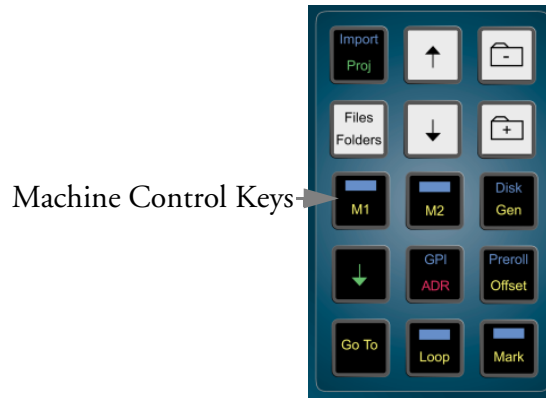 Import
Proj
Files
Folders
Machine Control Keys
M1
M2
Disk
Gen
GPI
ADR
Preroll
Offset
Go To
Loop
Mark